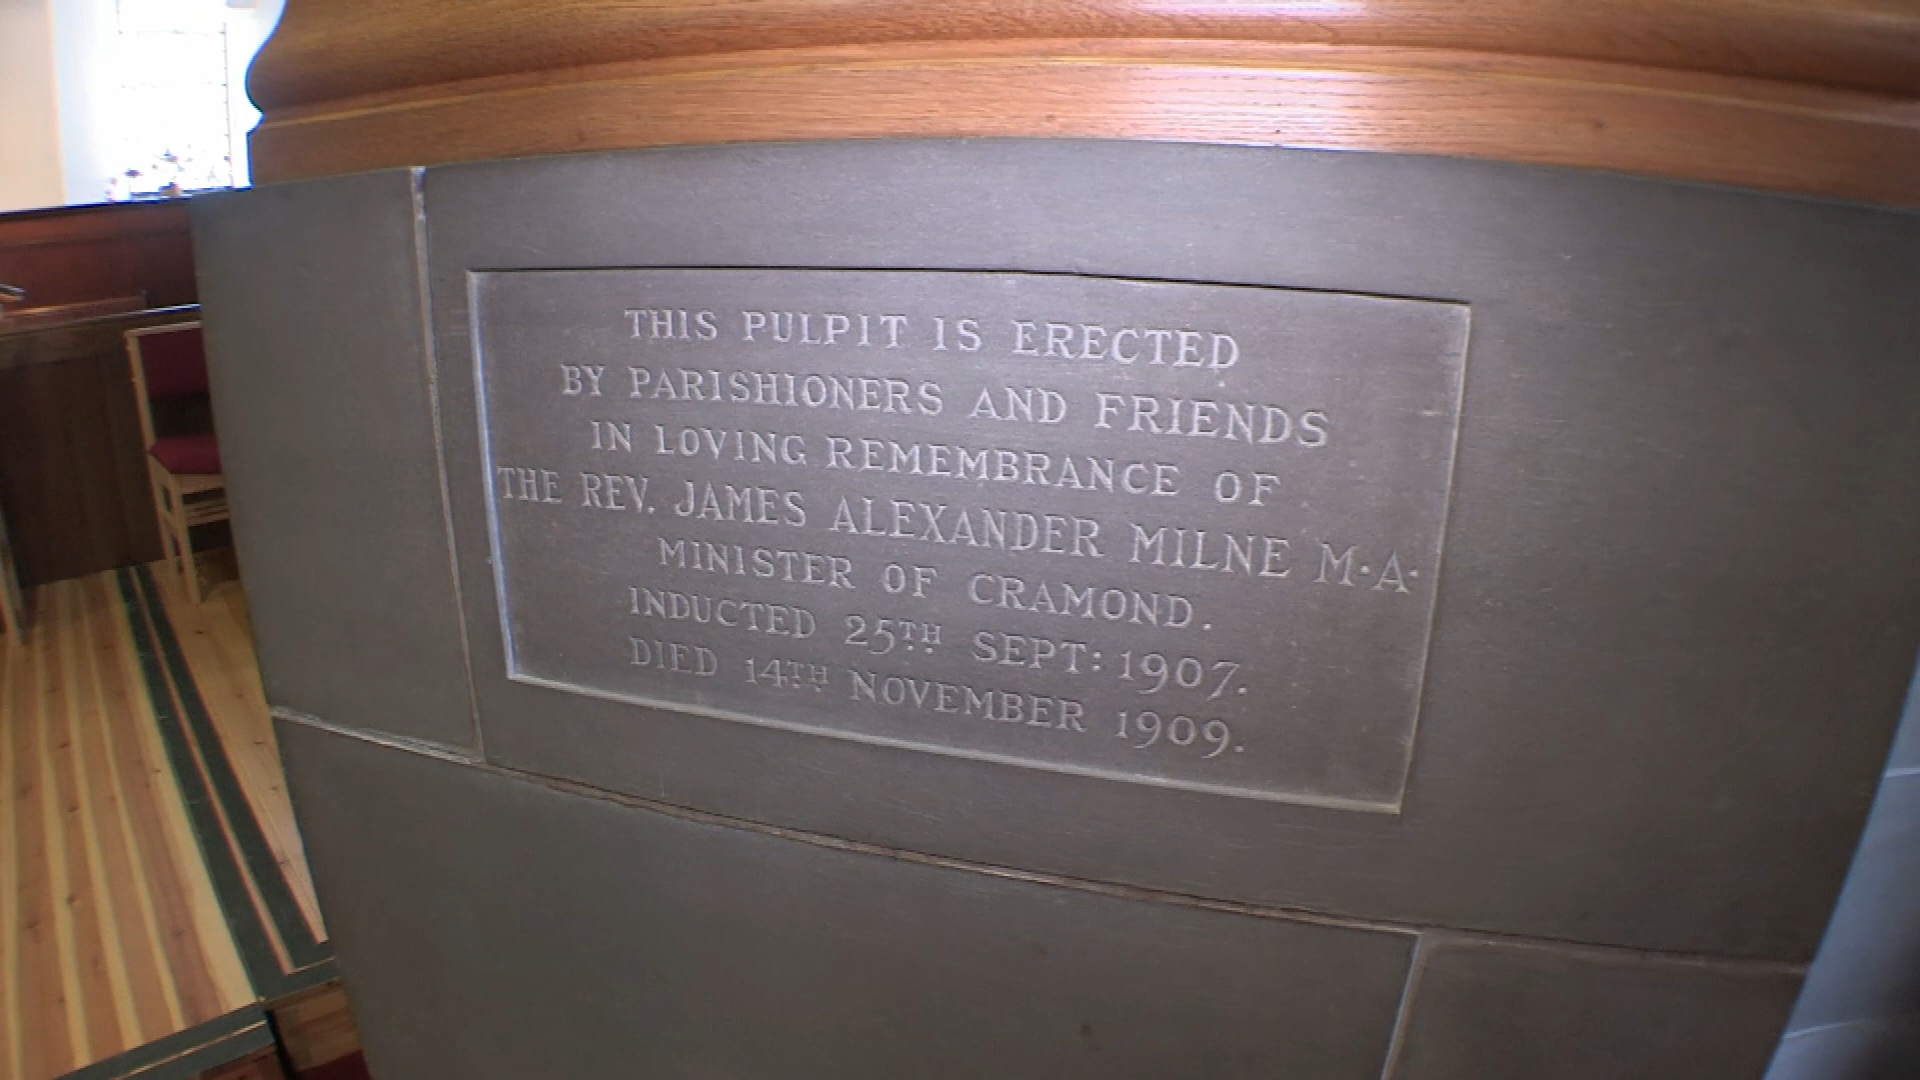 THIS PULPIT IS ERECTED
BY PARISHIONERS AND FRIENDS
IN LOVING REMEMBRANCE OF
THE REV. JAMES ALEXANDER MILNE M·A·
MINISTER OF CRAMOND.
INDUCTED 25TH SEPT: 1907.
DIED 14TH NOVEMBER 1909.